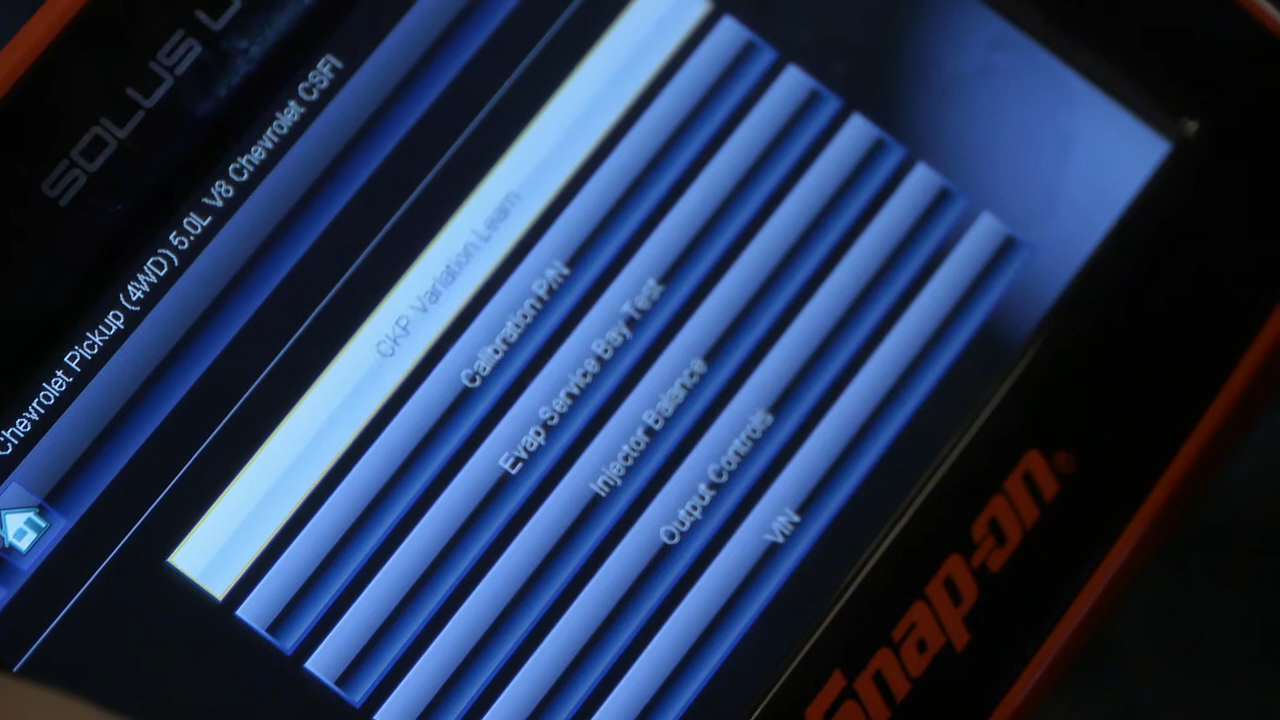 SOLUS
Chevrolet Pickup (4WD) 5.0L V8 Chevrolet CSFI
CKP Variation Learn
Calibration P/N
Evap Service Bay Test
Injector Balance
Output Controls
VIN
Snap-on®